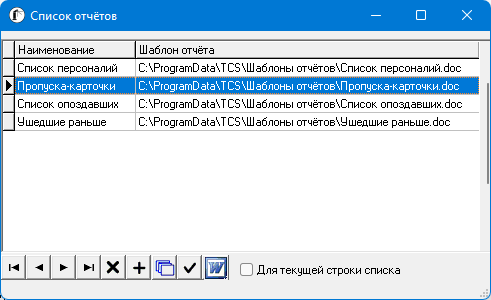 Список отчётов
Наименование Шаблон отчёта
Список персоналий C:\ProgramData\TCS\Шаблоны отчётов\Список персоналий.doc
Пропуска-карточки C:\ProgramData\TCS\Шаблоны отчётов\Пропуска-карточки.doc
Список опоздавших C:\ProgramData\TCS\Шаблоны отчётов\Список опоздавших.doc
Ушедшие раньше C:\ProgramData\TCS\Шаблоны отчётов\Ушедшие раньше.doc
W Для текущей строки списка